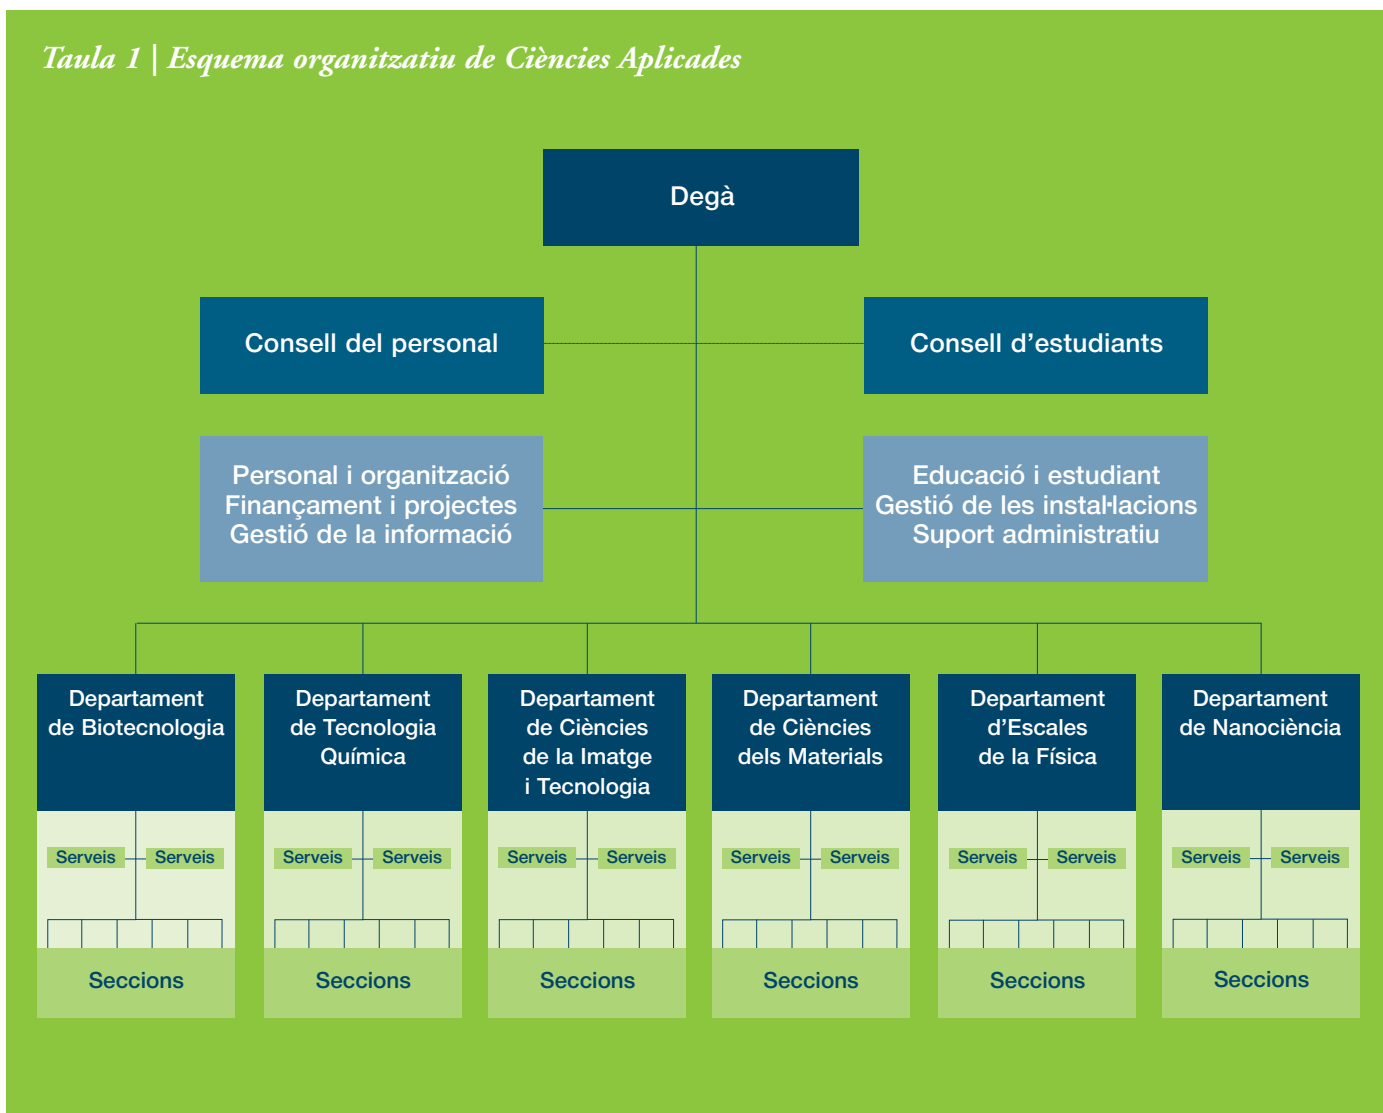 Taula 1 | Esquema organitzatiu de Ciències Aplicades
Degà
Consell del personal
Consell d’estudiants
Personal i organització
Finançament i projectes
Gestió de la informació
Educació i estudiant
Gestió de les instal·lacions
Suport administratiu
Departament
de Biotecnologia
Departament
de Tecnologia
Química
Departament
de Ciències
de la Imatge
i Tecnologia
Departament
de Ciències
dels Materials
Departament
d’Escales
de la Física
Departament
de Nanociència
Serveis
Serveis
Serveis
Serveis
Serveis
Serveis
Serveis
Serveis
Serveis
Serveis
Serveis
Serveis
Seccions
Seccions
Seccions
Seccions
Seccions
Seccions